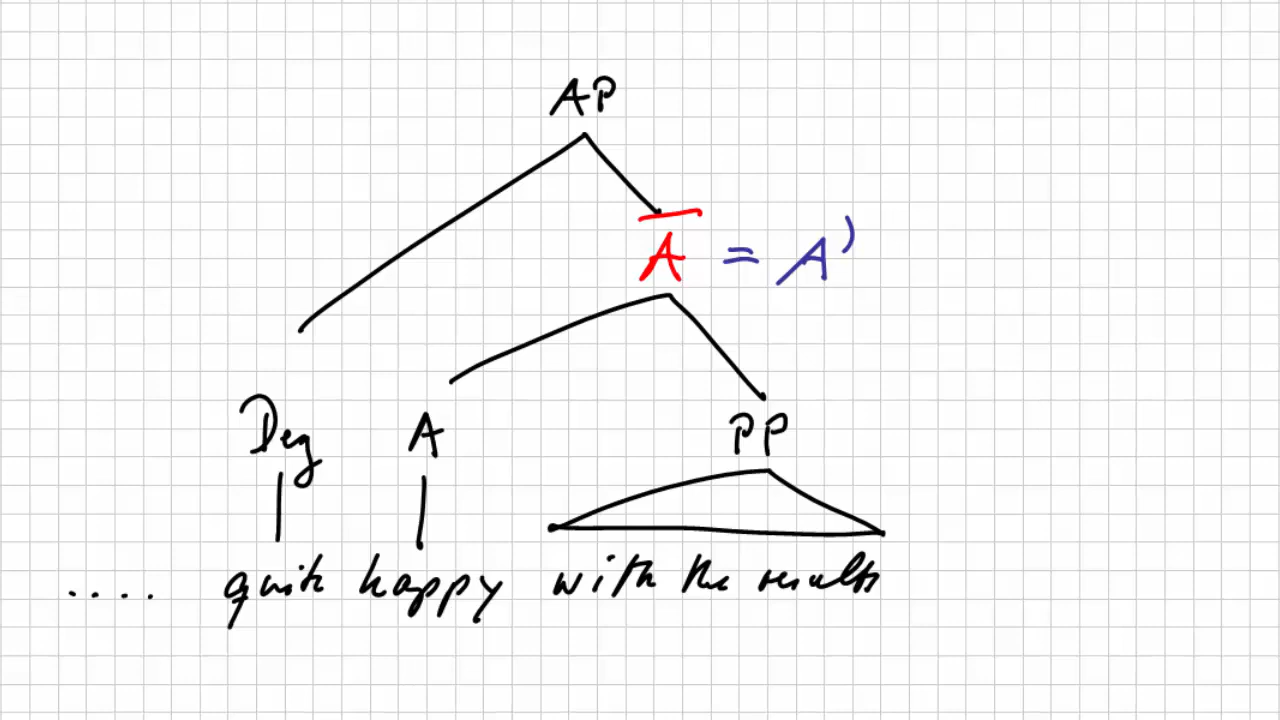 AP
A̅ = A'
Deg A PP
.... quite happy with the results